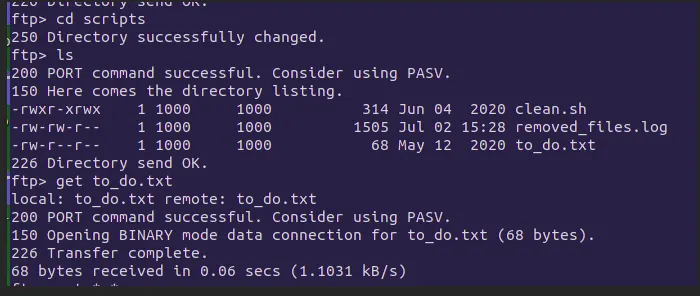 226 Directory send OK.
ftp> cd scripts
250 Directory successfully changed.
ftp> ls
200 PORT command successful. Consider using PASV.
150 Here comes the directory listing.
-rwxr-xrwx    1 1000     1000          314 Jun 04  2020 clean.sh
-rw-rw-r--    1 1000     1000         1505 Jul 02 15:28 removed_files.log
-rw-r--r--    1 1000     1000           68 May 12  2020 to_do.txt
226 Directory send OK.
ftp> get to_do.txt
local: to_do.txt remote: to_do.txt
200 PORT command successful. Consider using PASV.
150 Opening BINARY mode data connection for to_do.txt (68 bytes).
226 Transfer complete.
68 bytes received in 0.06 secs (1.1031 kB/s)